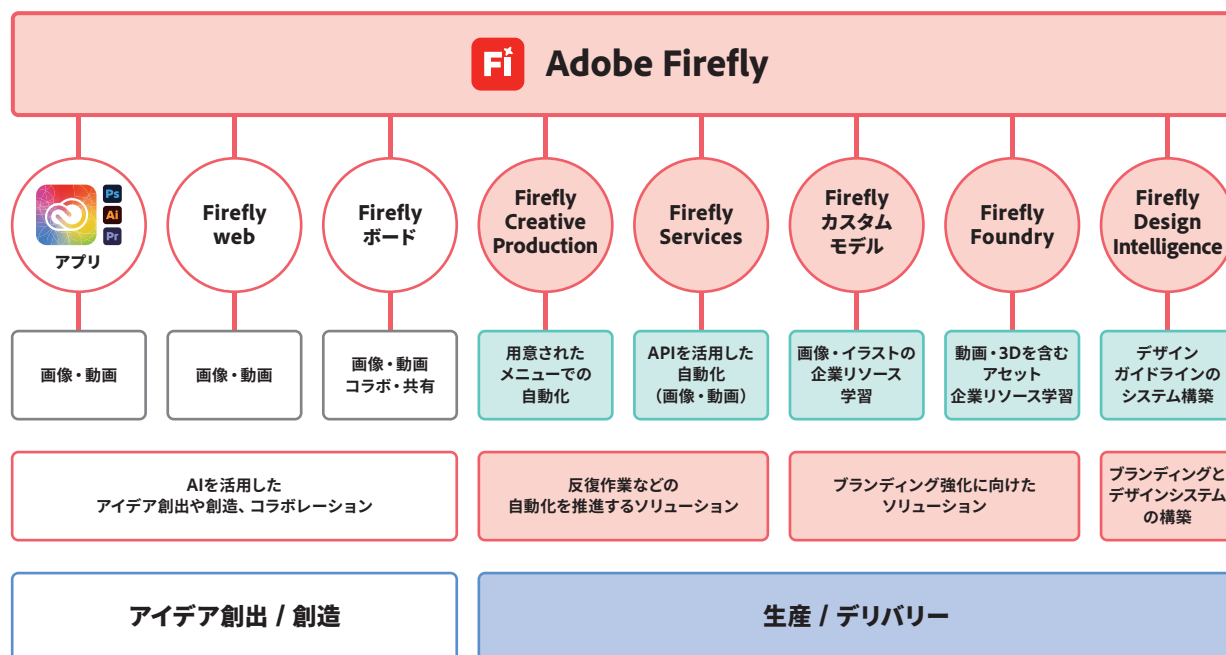 Fi Adobe Firefly
Ps
Ai
Pr
アプリ
Firefly
web
Firefly
ボード
Firefly
Creative
Production
Firefly
Services
Firefly
カスタム
モデル
Firefly
Foundry
Firefly
Design
Intelligence
画像・動画
画像・動画
画像・動画
コラボ・共有
用意された
メニューでの
自動化
APIを活用した
自動化
（画像・動画）
画像・イラストの
企業リソース
学習
動画・3Dを含む
アセット
企業リソース学習
デザイン
ガイドラインの
システム構築
AIを活用した
アイデア創出や創造、コラボレーション
反復作業などの
自動化を推進するソリューション
ブランディング強化に向けた
ソリューション
ブランディングと
デザインシステム
の構築
アイデア創出 / 創造
生産 / デリバリー